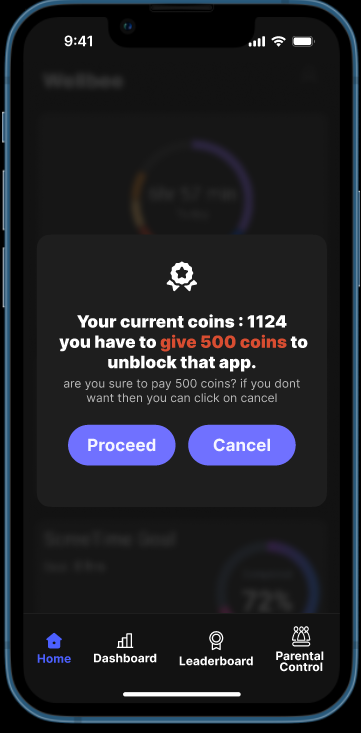 9:41
Wellbee
Your current coins : 1124
you have to give 500 coins to
unblock that app.
are you sure to pay 500 coins? if you dont
want then you can click on cancel
Proceed Cancel
ScreenTime Goal
72%
Home Dashboard Leaderboard Parental
Control